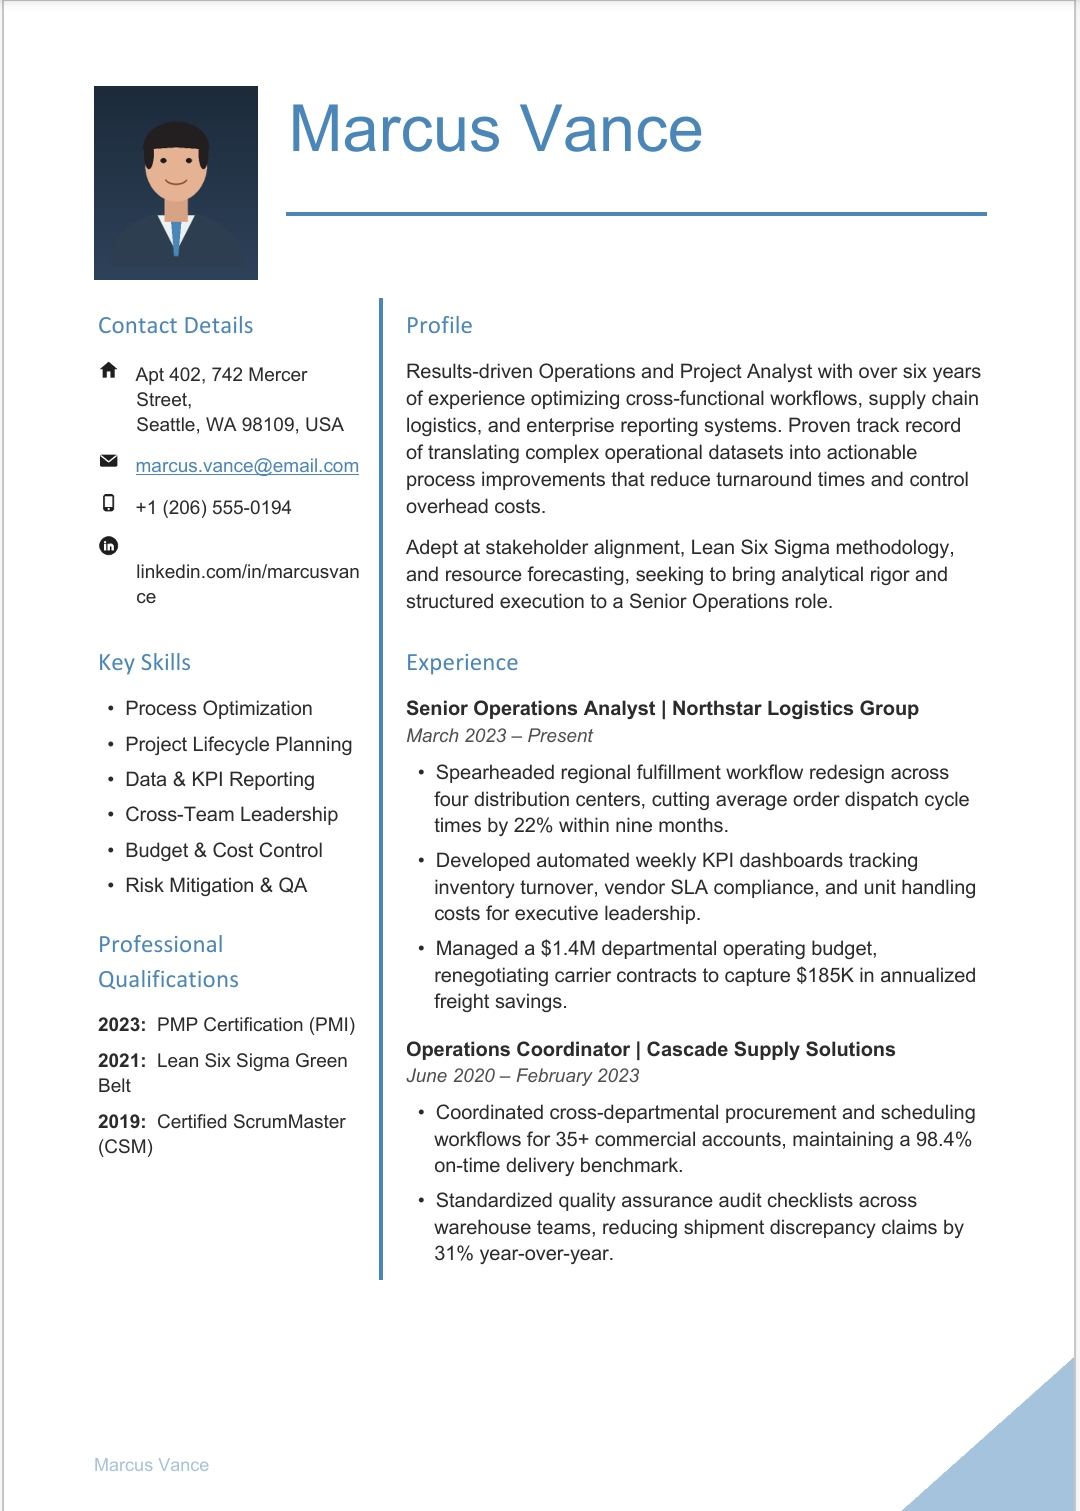 Marcus Vance
Contact Details
Apt 402, 742 Mercer
Street,
Seattle, WA 98109, USA
marcus.vance@email.com
+1 (206) 555-0194
linkedin.com/in/marcusvan
ce
Key Skills
• Process Optimization
• Project Lifecycle Planning
• Data & KPI Reporting
• Cross-Team Leadership
• Budget & Cost Control
• Risk Mitigation & QA
Professional
Qualifications
2023: PMP Certification (PMI)
2021: Lean Six Sigma Green
Belt
2019: Certified ScrumMaster
(CSM)
Profile
Results-driven Operations and Project Analyst with over six years
of experience optimizing cross-functional workflows, supply chain
logistics, and enterprise reporting systems. Proven track record
of translating complex operational datasets into actionable
process improvements that reduce turnaround times and control
overhead costs.
Adept at stakeholder alignment, Lean Six Sigma methodology,
and resource forecasting, seeking to bring analytical rigor and
structured execution to a Senior Operations role.
Experience
Senior Operations Analyst | Northstar Logistics Group
March 2023 – Present
• Spearheaded regional fulfillment workflow redesign across
four distribution centers, cutting average order dispatch cycle
times by 22% within nine months.
• Developed automated weekly KPI dashboards tracking
inventory turnover, vendor SLA compliance, and unit handling
costs for executive leadership.
• Managed a $1.4M departmental operating budget,
renegotiating carrier contracts to capture $185K in annualized
freight savings.
Operations Coordinator | Cascade Supply Solutions
June 2020 – February 2023
• Coordinated cross-departmental procurement and scheduling
workflows for 35+ commercial accounts, maintaining a 98.4%
on-time delivery benchmark.
• Standardized quality assurance audit checklists across
warehouse teams, reducing shipment discrepancy claims by
31% year-over-year.
Marcus Vance